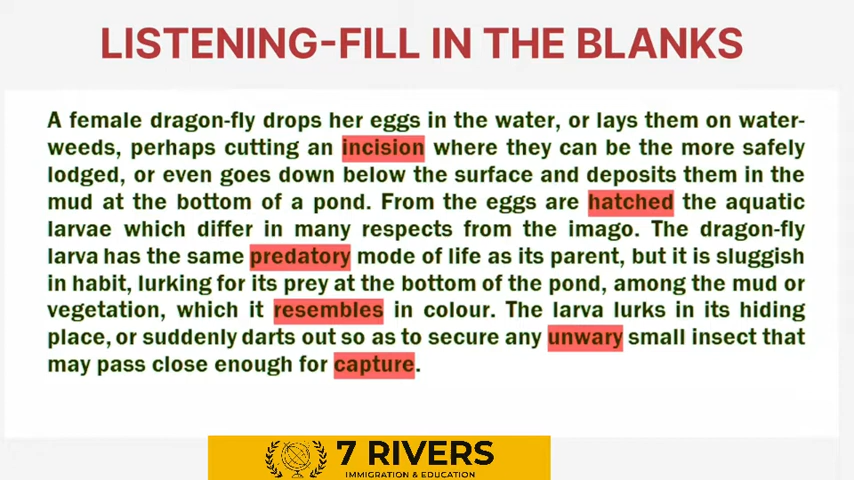 LISTENING-FILL IN THE BLANKS
A female dragon-fly drops her eggs in the water, or lays them on water-
weeds, perhaps cutting an incision where they can be the more safely
lodged, or even goes down below the surface and deposits them in the
mud at the bottom of a pond. From the eggs are hatched the aquatic
larvae which differ in many respects from the imago. The dragon-fly
larva has the same predatory mode of life as its parent, but it is sluggish
in habit, lurking for its prey at the bottom of the pond, among the mud or
vegetation, which it resembles in colour. The larva lurks in its hiding
place, or suddenly darts out so as to secure any unwary small insect that
may pass close enough for capture.
7 RIVERS
IMMIGRATION & EDUCATION